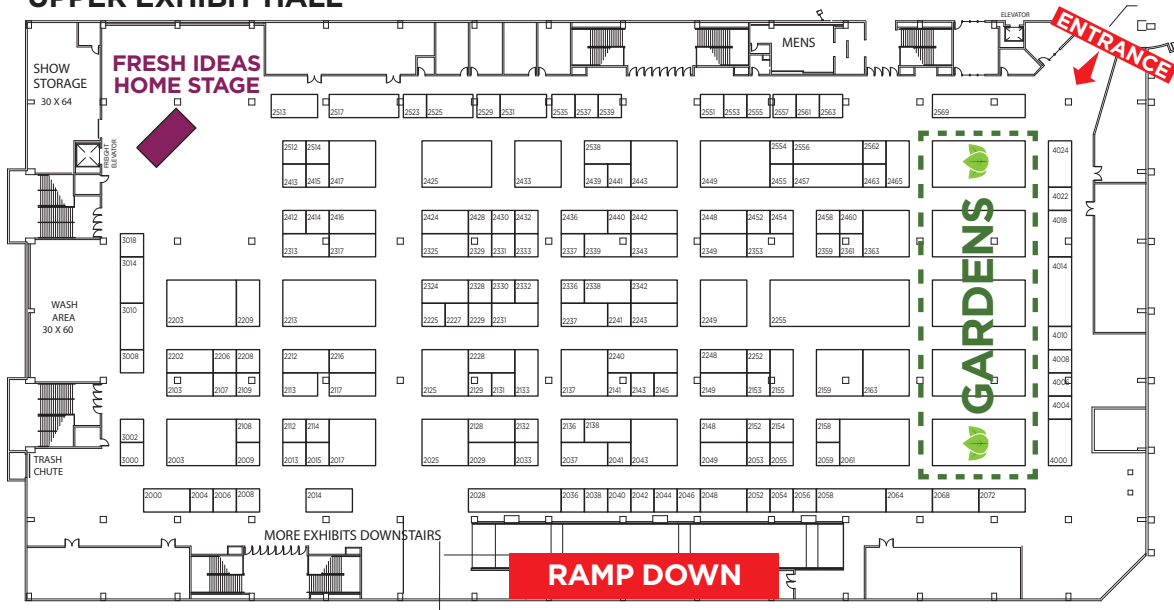 UPPER EXHIBIT HALL
ELEVATOR
ENTRANCE
MENS
SHOW
STORAGE
30 X 64
FRESH IDEAS
HOME STAGE
FREIGHT
ELEVATOR
2513 2517 2523 2525 2529 2531 2535 2537 2539 2551 2553 2555 2557 2561 2563 2569
2512 2514 2538 2554 2556 2562 4024
2413 2415 2417 2425 2433 2439 2441 2443 2449 2455 2457 2463 2465
4022
2412 2414 2416 2424 2428 2430 2432 2436 2440 2442 2448 2452 2454 2458 2460 4018
3018
2313 2317 2325 2329 2331 2333 2337 2339 2343 2349 2353 2359 2361 2363
3014 4014
GARDENS
WASH
AREA
30 X 60
2324 2328 2330 2332 2336 2338 2342
3010
2203 2209 2213 2225 2227 2229 2231 2237 2241 2243 2249 2255
4010
3008 2202 2206 2208 2212 2216 2228 2240 2248 2252 4008
4006
2103 2107 2109 2113 2117 2125 2129 2131 2133 2137 2141 2143 2145 2149 2153 2155 2159 2163
4004
2108 2112 2114 2128 2132 2136 2138 2148 2152 2154 2158
3002
3000 2003 2009 2013 2015 2017 2025 2029 2033 2037 2041 2043 2049 2053 2055 2059 2061 4000
TRASH
CHUTE
2000 2004 2006 2008 2014 2028 2036 2038 2040 2042 2044 2046 2048 2052 2054 2056 2058 2064 2068 2072
MORE EXHIBITS DOWNSTAIRS
RAMP DOWN